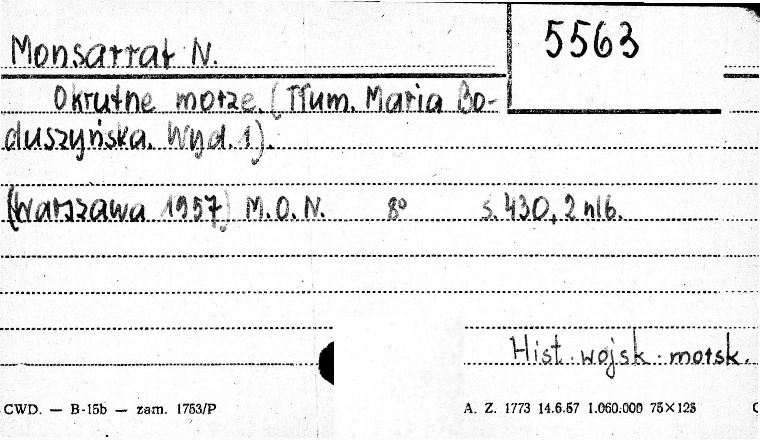 5563
Monsarrat N.
Okrutne morze. (Tłum. Maria Bo-
duszyńska. Wyd. 1).
(Warszawa 1957) M.O.N. 8° s. 430, 2 nlb.
Hist. wojsk. morsk.
CWD. — B-15b — zam. 1753/P
A. Z. 1773 14.6.57 1.060.000 75×125